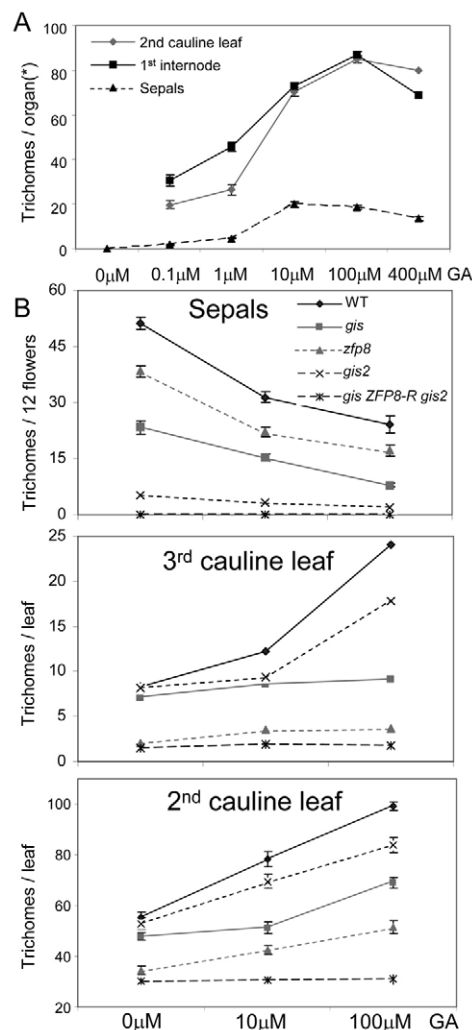 A
Trichomes / organ(*)
100
80
60
40
20
0
2nd cauline leaf
1st internode
Sepals
0µM 0.1µM 1µM 10µM 100µM 400µM GA
B
Sepals
Trichomes / 12 flowers
60
45
30
15
0
WT
gis
zfp8
gis2
gis ZFP8-R gis2
3rd cauline leaf
Trichomes / leaf
25
20
15
10
5
0
2nd cauline leaf
Trichomes / leaf
100
80
60
40
20
0µM 10µM 100µM GA